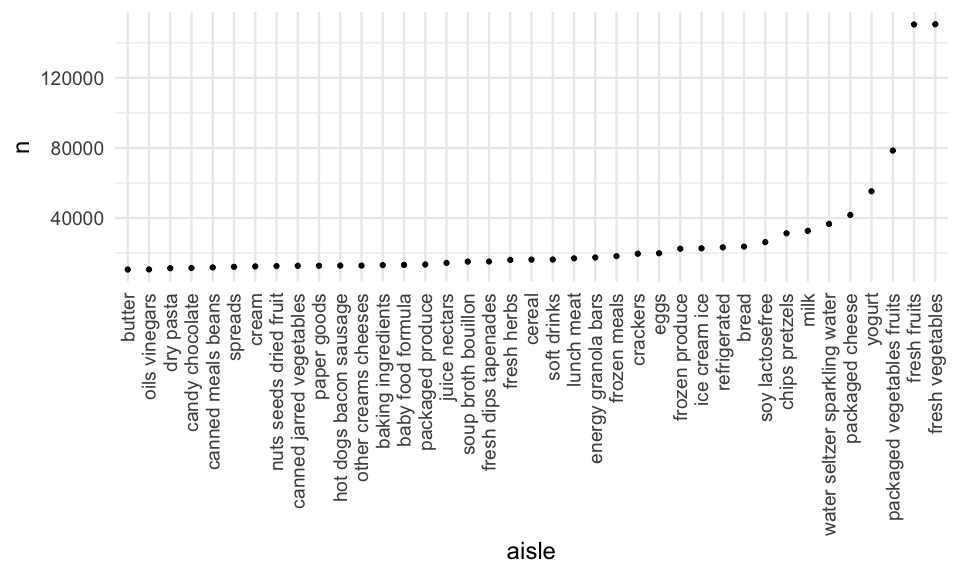 n
120000
80000
40000
butter
oils vinegars
dry pasta
candy chocolate
canned meals beans
spreads
cream
nuts seeds dried fruit
canned jarred vegetables
paper goods
hot dogs bacon sausage
other creams cheeses
baking ingredients
baby food formula
packaged produce
juice nectars
soup broth bouillon
fresh dips tapenades
fresh herbs
cereal
soft drinks
lunch meat
energy granola bars
frozen meals
crackers
eggs
frozen produce
ice cream ice
refrigerated
bread
soy lactosefree
chips pretzels
milk
water seltzer sparkling water
packaged cheese
yogurt
packaged vegetables fruits
fresh fruits
fresh vegetables
aisle